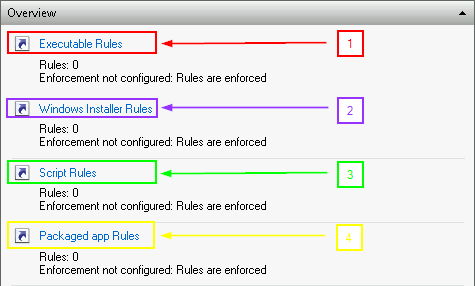 Overview
Executable Rules 1
Rules: 0
Enforcement not configured: Rules are enforced
Windows Installer Rules 2
Rules: 0
Enforcement not configured: Rules are enforced
Script Rules 3
Rules: 0
Enforcement not configured: Rules are enforced
Packaged app Rules 4
Rules: 0
Enforcement not configured: Rules are enforced